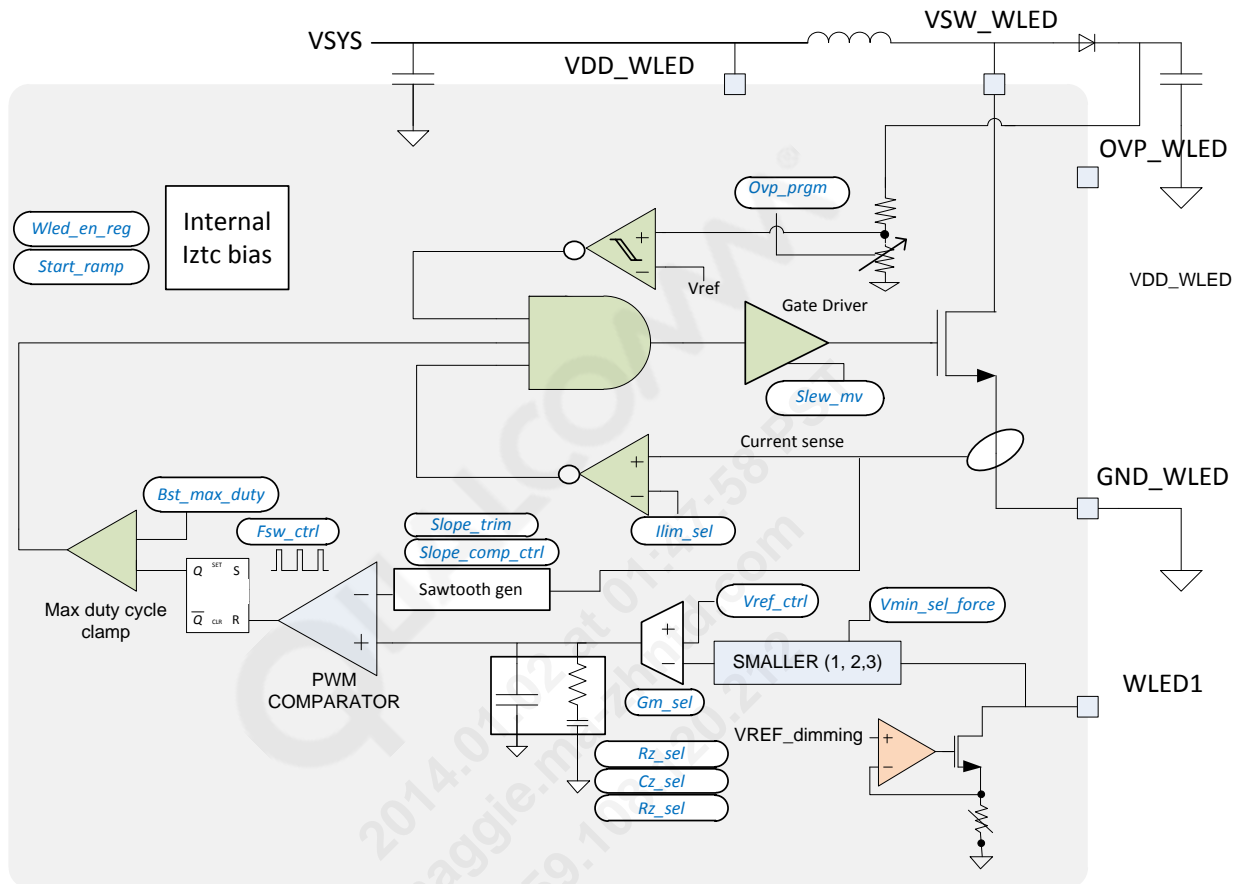 VSYS
VSW_WLED
VDD_WLED
OVP_WLED
Ovp_prgm
Wled_en_reg
Start_ramp
Internal
Iztc bias
+
−
Vref
VDD_WLED
Gate Driver
Slew_mv
Current sense
+
−
Ilim_sel
GND_WLED
Bst_max_duty
Fsw_ctrl
Slope_trim
Slope_comp_ctrl
Sawtooth gen
Q SET S
Q CLR R
Max duty cycle
clamp
−
+
PWM
COMPARATOR
Vref_ctrl
Vmin_sel_force
+
−
SMALLER (1, 2,3)
Gm_sel
WLED1
VREF_dimming
+
−
Rz_sel
Cz_sel
Rz_sel
QUALCOMM®